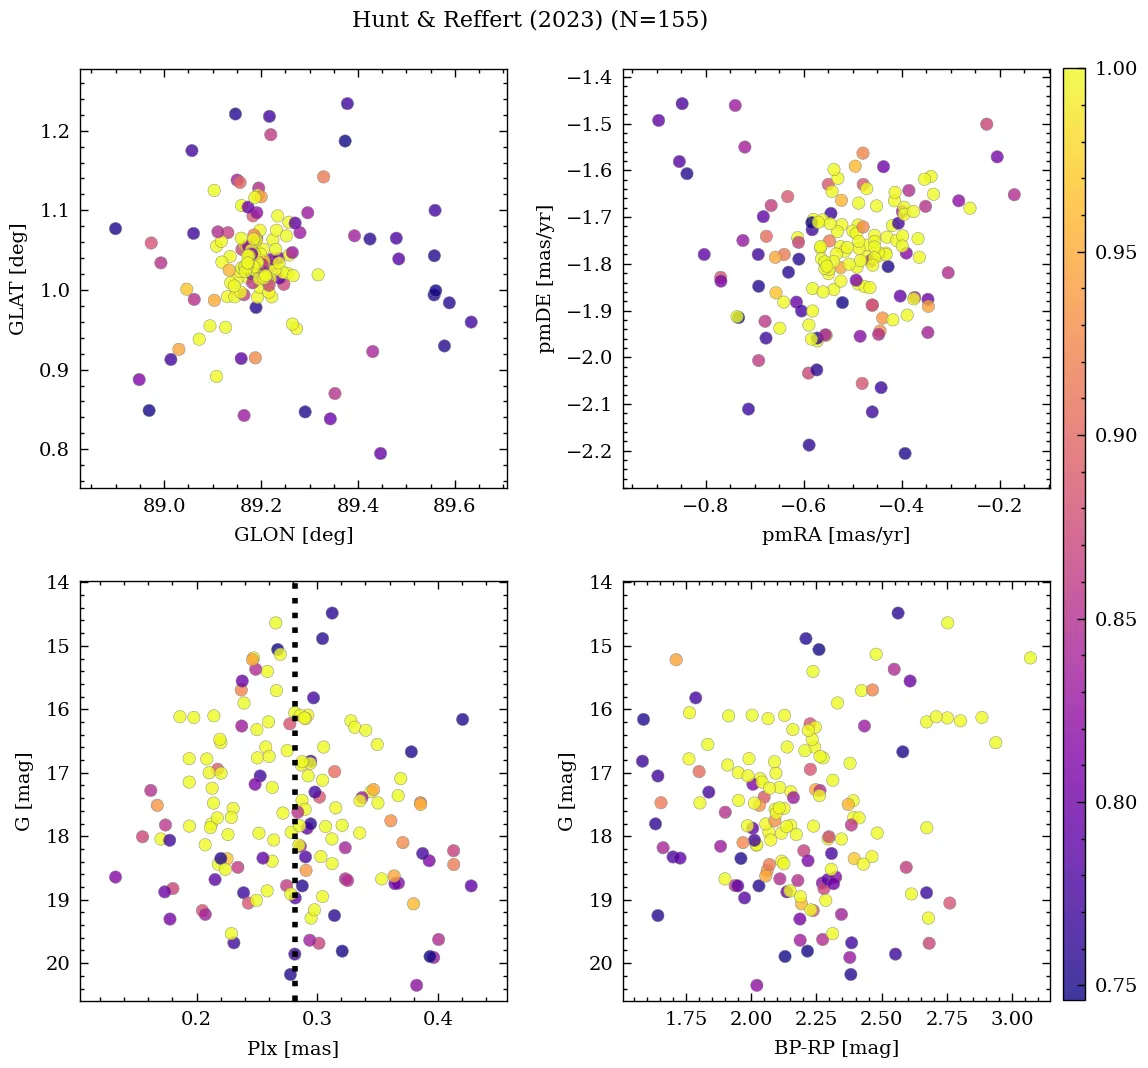 Hunt & Reffert (2023) (N=155)
1.2
1.1
1.0
0.9
0.8
GLAT [deg]
89.0 89.2 89.4 89.6
GLON [deg]
−1.4
−1.5
−1.6
−1.7
−1.8
−1.9
−2.0
−2.1
−2.2
pmDE [mas/yr]
−0.8 −0.6 −0.4 −0.2
pmRA [mas/yr]
14
15
16
17
18
19
20
G [mag]
0.2 0.3 0.4
Plx [mas]
14
15
16
17
18
19
20
G [mag]
1.75 2.00 2.25 2.50 2.75 3.00
BP-RP [mag]
1.00
0.95
0.90
0.85
0.80
0.75